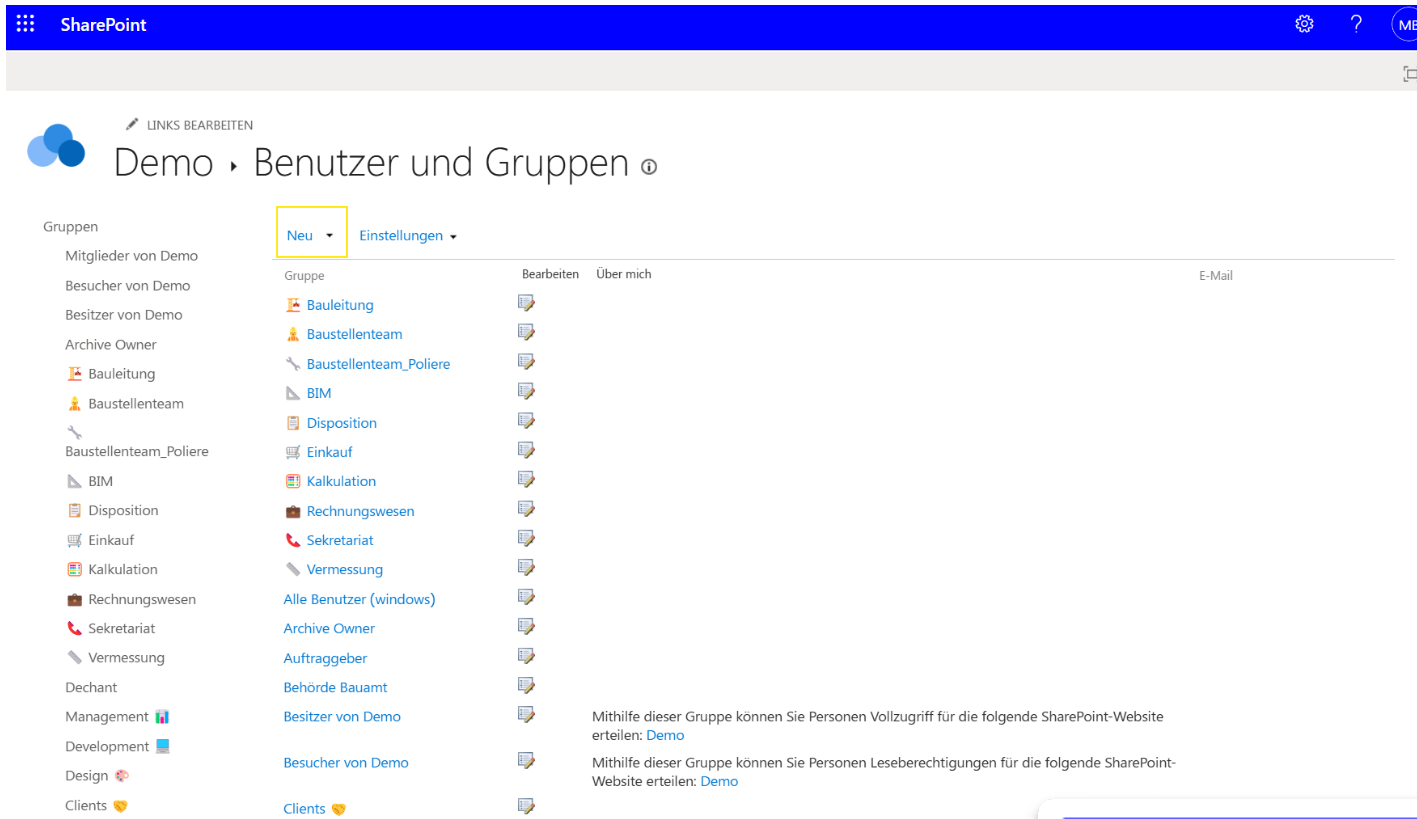 SharePoint
?
MB
LINKS BEARBEITEN
Demo ▸ Benutzer und Gruppen
Gruppen
Mitglieder von Demo
Besucher von Demo
Besitzer von Demo
Archive Owner
Bauleitung
Baustellenteam
Baustellenteam_Poliere
BIM
Disposition
Einkauf
Kalkulation
Rechnungswesen
Sekretariat
Vermessung
Dechant
Management
Development
Design
Clients
Neu Einstellungen
Gruppe Bearbeiten Über mich E-Mail
Bauleitung
Baustellenteam
Baustellenteam_Poliere
BIM
Disposition
Einkauf
Kalkulation
Rechnungswesen
Sekretariat
Vermessung
Alle Benutzer (windows)
Archive Owner
Auftraggeber
Behörde Bauamt
Besitzer von Demo Mithilfe dieser Gruppe können Sie Personen Vollzugriff für die folgende SharePoint-Website
erteilen: Demo
Besucher von Demo Mithilfe dieser Gruppe können Sie Personen Leseberechtigungen für die folgende SharePoint-
Website erteilen: Demo
Clients